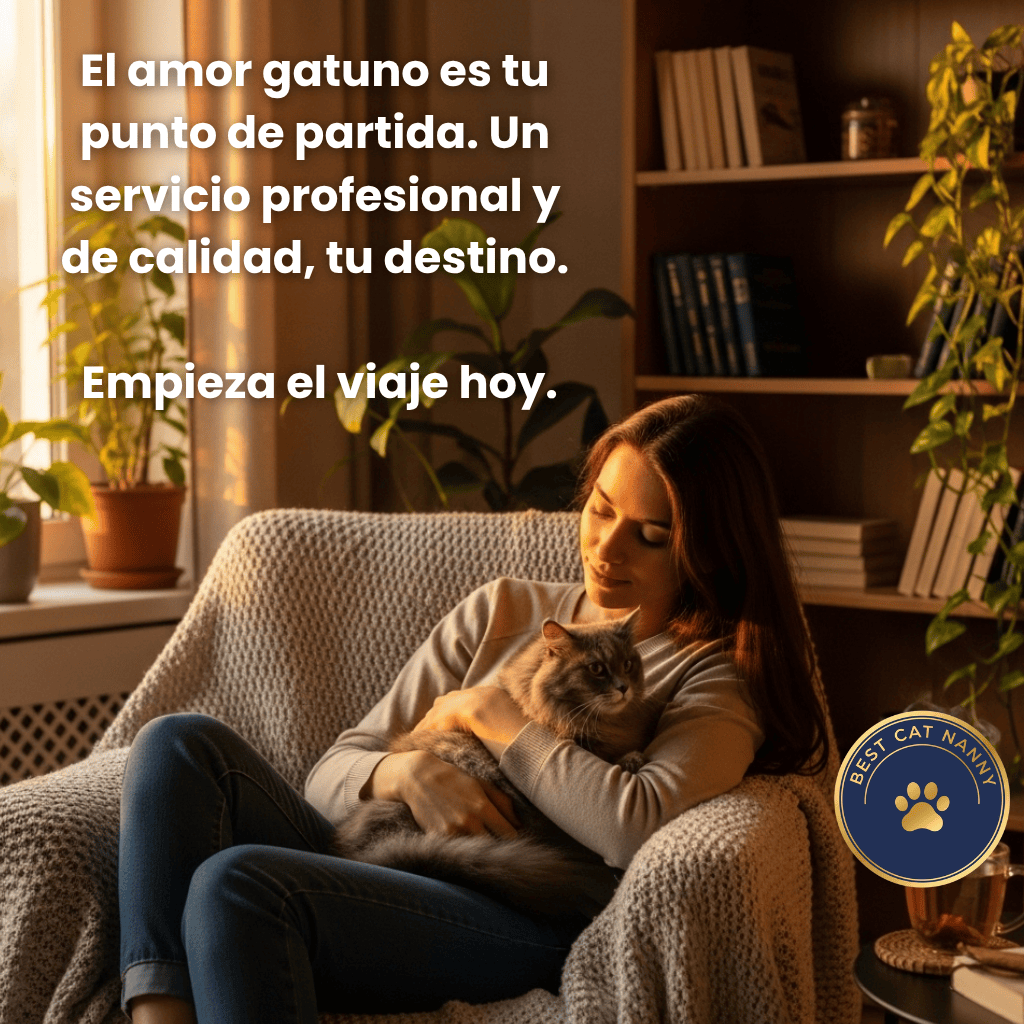 El amor gatuno es tu
punto de partida. Un
servicio profesional y
de calidad, tu destino.
Empieza el viaje hoy.
BEST CAT NANNY